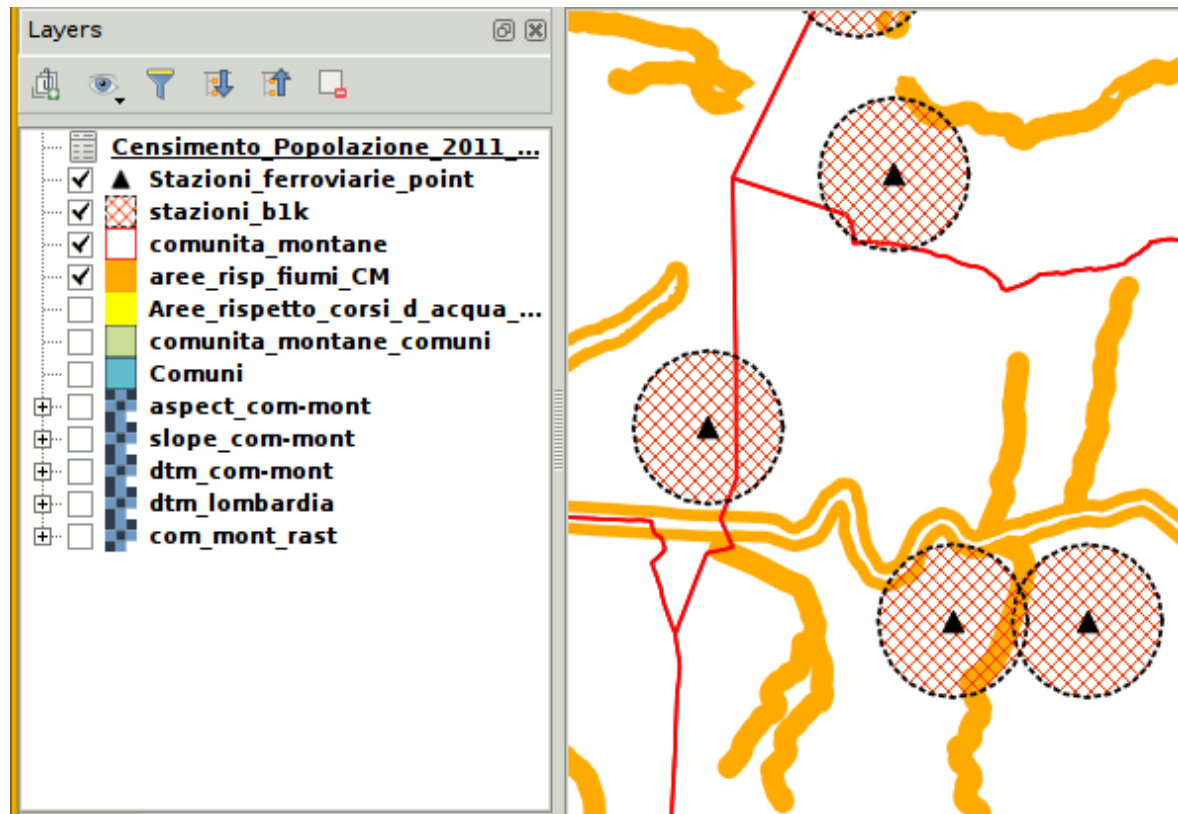 Layers
Censimento_Popolazione_2011_...
Stazioni_ferroviarie_point
stazioni_b1k
comunita_montane
aree_risp_fiumi_CM
Aree_rispetto_corsi_d_acqua_...
comunita_montane_comuni
Comuni
aspect_com-mont
slope_com-mont
dtm_com-mont
dtm_lombardia
com_mont_rast